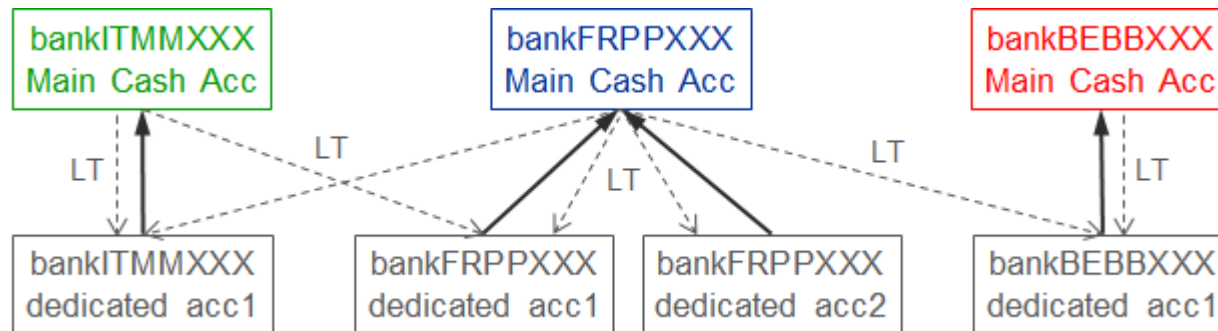 bankITMMXXX
Main Cash Acc
bankFRPPXXX
Main Cash Acc
bankBEBBXXX
Main Cash Acc
LT
LT
LT
LT
bankITMMXXX
dedicated acc1
bankFRPPXXX
dedicated acc1
bankFRPPXXX
dedicated acc2
bankBEBBXXX
dedicated acc1